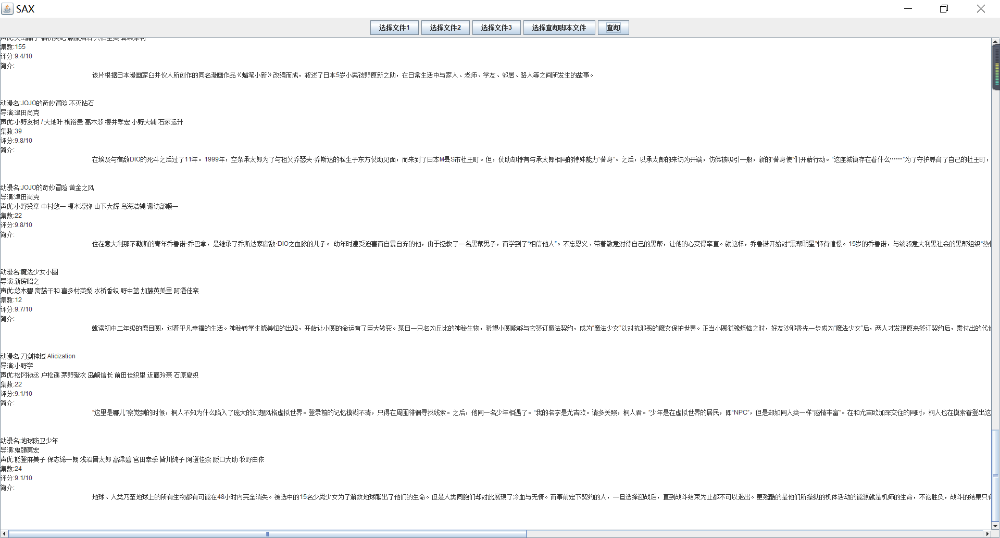 SAX
选择文件1 选择文件2 选择文件3 选择查询脚本文件 查询
集数:155
评分:9.4/10
简介:
该片根据日本漫画家臼井仪人所创作的同名漫画作品《蜡笔小新》改编而成，叙述了日本5岁小男孩野原新之助，在日常生活中与家人、老师、学友、邻居、路人等之间所发生的故事。
动漫名:JOJO的奇妙冒险 不灭钻石
导演:津田尚克
声优:小野友树 / 大地叶 梶裕贵 高木涉 樱井孝宏 小野大辅 石冢运升
集数:39
评分:9.8/10
简介:
在埃及与宿敌DIO的死斗之后过了11年。1999年，空条承太郎为了与祖父乔瑟夫·乔斯达的私生子东方仗助见面，而来到了日本M县S市杜王町。但，仗助却持有与承太郎相同的特殊能力“替身”。之后，以承太郎的来访为开端，仿佛被吸引一般，新的“替身使”们开始行动。“这座城镇存在着什么……”为了守护养育了自己的杜王町，
动漫名:JOJO的奇妙冒险 黄金之风
导演:津田尚克
声优:小野贤章 中村悠一 榎木淳弥 山下大辉 鸟海浩辅 诹访部顺一
集数:22
评分:9.8/10
简介:
住在意大利那不勒斯的青年乔鲁诺·乔巴拿，是继承了乔斯达家宿敌·DIO之血脉的儿子。 幼年时遭受迫害而自暴自弃的他，由于拯救了一名黑帮男子，而学到了“相信他人”。不忘恩义、带着敬意对待自己的黑帮，让他的心变得率直。就这样，乔鲁诺开始对“黑帮明星”怀有憧憬。15岁的乔鲁诺，与统领意大利黑社会的黑帮组织“热
动漫名:魔法少女小圆
导演:新房昭之
声优:悠木碧 斋藤千和 喜多村英梨 水桥香织 野中蓝 加藤英美里 阿澄佳奈
集数:12
评分:9.7/10
简介:
就读初中二年级的鹿目圆，过着平凡幸福的生活。神秘转学生晓美焰的出现，开始让小圆的命运有了巨大转变。某日一只名为丘比的神秘生物，希望小圆能够与它签订魔法契约，成为“魔法少女”以对抗邪恶的魔女保护世界。正当小圆犹豫烦恼之时，好友沙耶香先一步成为“魔法少女”后，两人才发现原来签订契约后，需付出的代
动漫名:刀剑神域 Alicization
导演:小野学
声优:松冈祯丞 户松遥 茅野爱衣 岛崎信长 前田佳织里 近藤玲奈 石原夏织
集数:22
评分:9.1/10
简介:
“这里是哪儿”察觉到的时候，桐人不知为什么陷入了庞大的幻想风格虚拟世界。登录前的记忆模糊不清，只得在周围徘徊寻找线索。之后，他同一名少年相遇了。“我的名字是尤吉欧。请多关照，桐人君。”少年是在虚拟世界的居民，即“NPC”，但是却如同人类一样“感情丰富”。在和尤吉欧加深交往的同时，桐人也在摸索着登出这
动漫名:地球防卫少年
导演:鬼頭莫宏
声优:能登麻美子 保志総一朗 浅沼晋太郎 高梁碧 宮田幸季 皆川純子 阿澄佳奈 阪口大助 牧野由依
集数:24
评分:9.1/10
简介:
地球、人类乃至地球上的所有生物都有可能在48小时内完全消失。被选中的15名少男少女为了解救地球献出了他们的生命。但是人类同胞们却对此展现了冷血与无情。而事前定下契约的人，一旦选择迎战后，直到战斗结束为止都不可以退出。更残酷的是他们所操纵的机体活动的能源就是机师的生命，不论胜负，战斗的结果只有